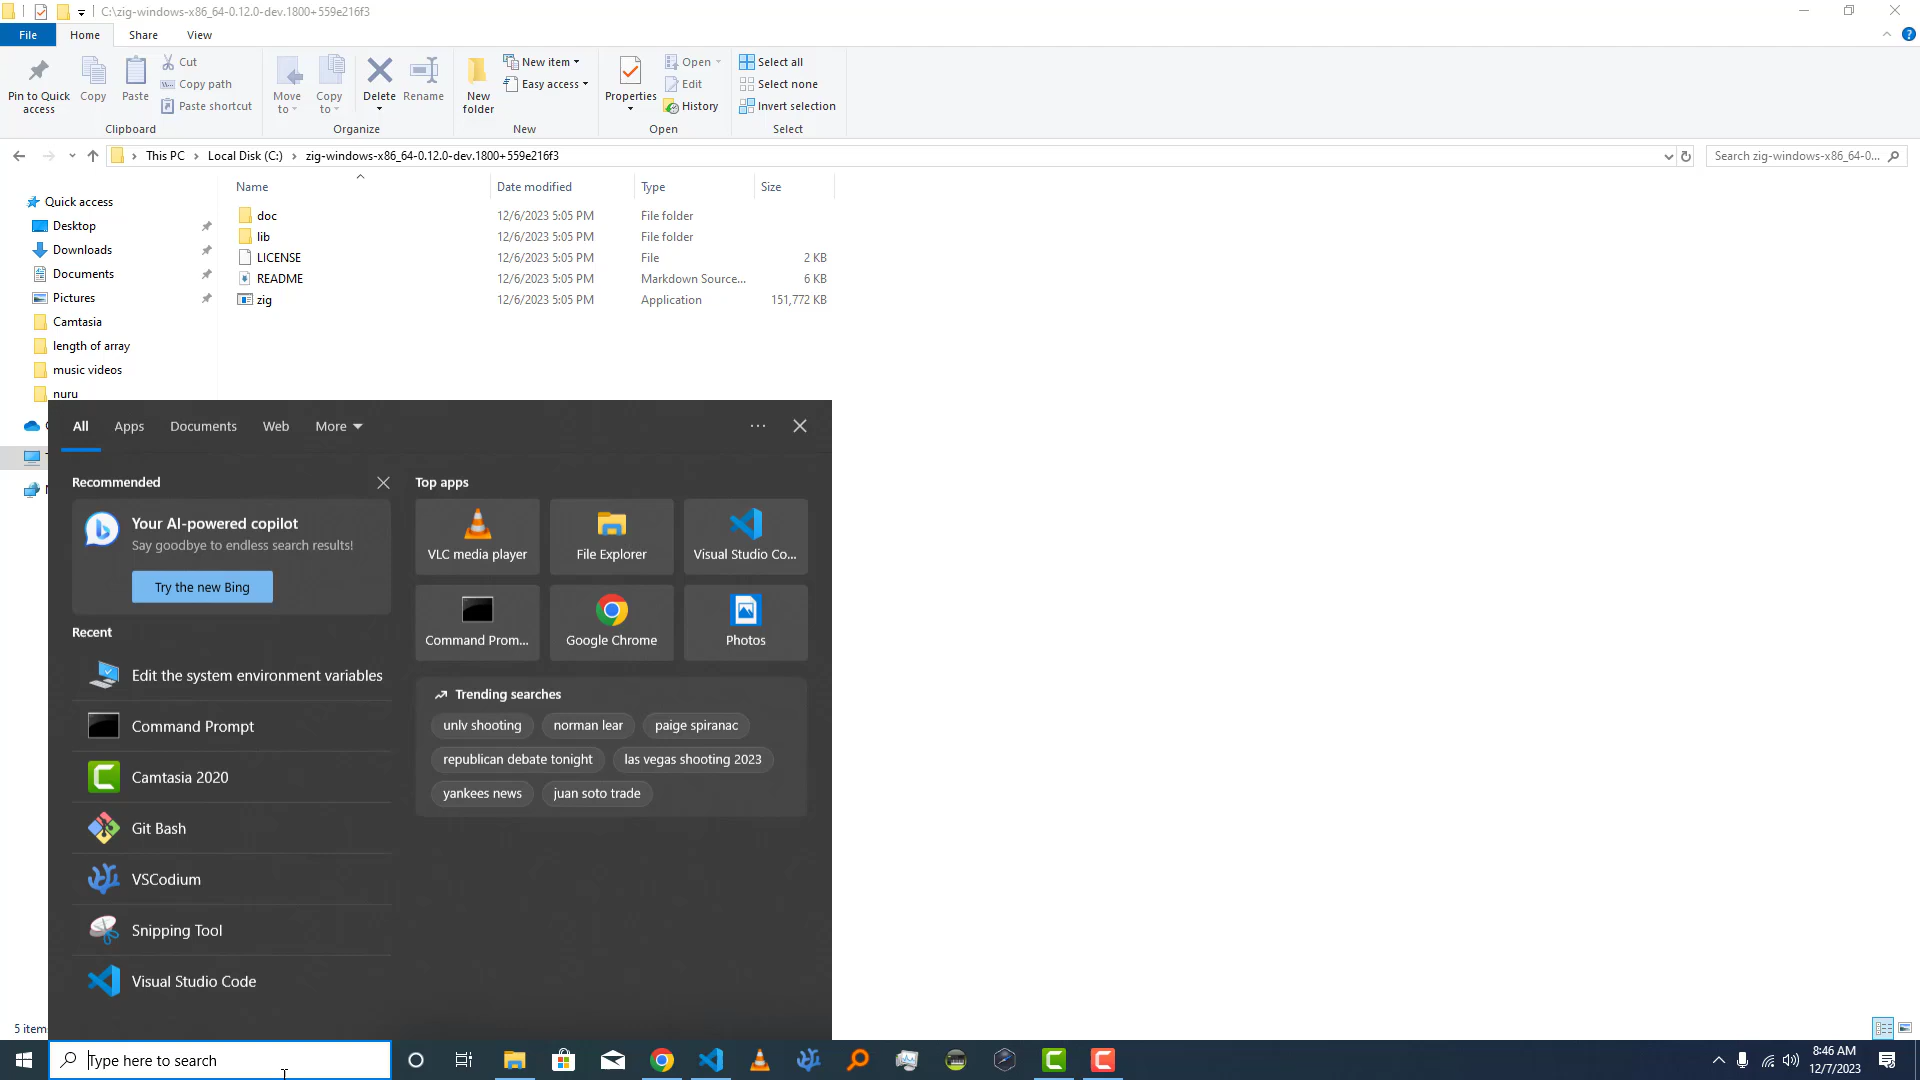 C:\zig-windows-x86_64-0.12.0-dev.1800+559e216f3
File Home Share View
Pin to Quick access
Copy
Paste
Cut
Copy path
Paste shortcut
Clipboard
Move to
Copy to
Delete
Rename
Organize
New folder
New item
Easy access
New
Properties
Open
Edit
History
Open
Select all
Select none
Invert selection
Select
This PC > Local Disk (C:) > zig-windows-x86_64-0.12.0-dev.1800+559e216f3
Search zig-windows-x86_64-0...
Name Date modified Type Size
doc 12/6/2023 5:05 PM File folder
lib 12/6/2023 5:05 PM File folder
LICENSE 12/6/2023 5:05 PM File 2 KB
README 12/6/2023 5:05 PM Markdown Source... 6 KB
zig 12/6/2023 5:05 PM Application 151,772 KB
Quick access
Desktop
Downloads
Documents
Pictures
Camtasia
length of array
music videos
nuru
All Apps Documents Web More
Recommended
Your AI-powered copilot
Say goodbye to endless search results!
Try the new Bing
Recent
Edit the system environment variables
Command Prompt
Camtasia 2020
Git Bash
VSCodium
Snipping Tool
Visual Studio Code
Top apps
VLC media player
File Explorer
Visual Studio Co...
Command Prom...
Google Chrome
Photos
Trending searches
unlv shooting
norman lear
paige spiranac
republican debate tonight
las vegas shooting 2023
yankees news
juan soto trade
5 item
Type here to search
8:46 AM
12/7/2023